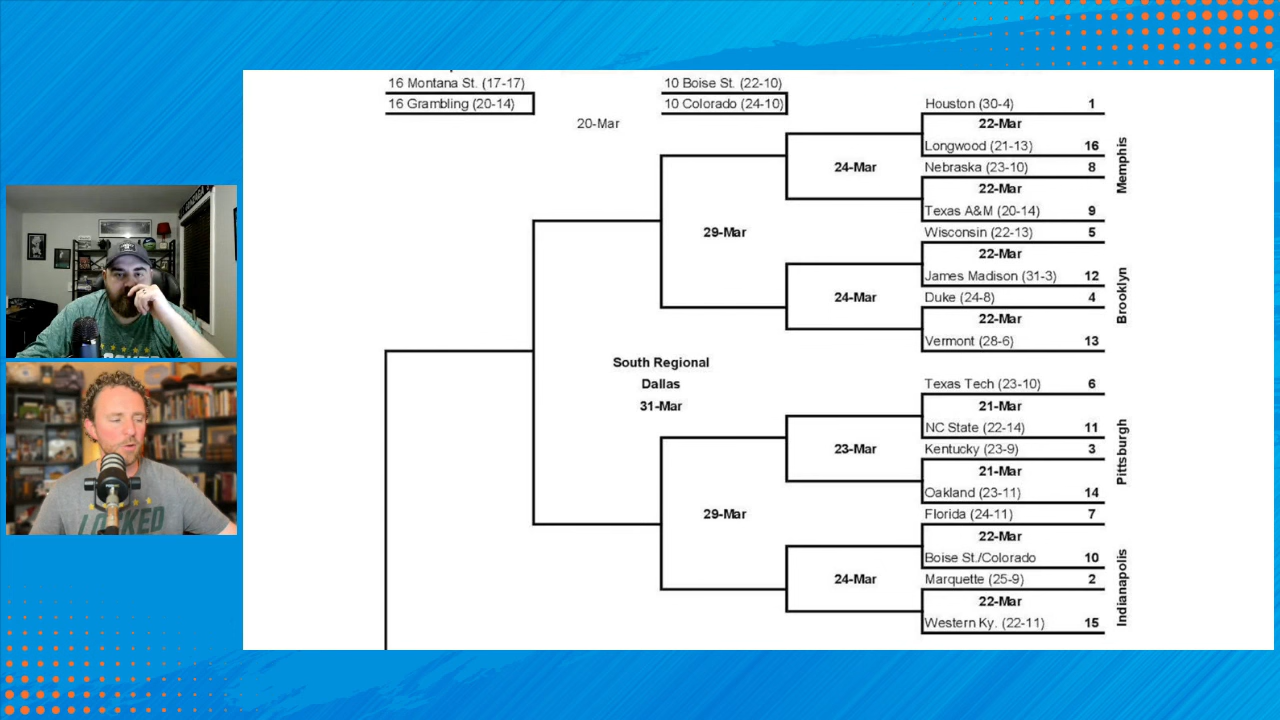 16 Montana St. (17-17)
16 Grambling (20-14)
20-Mar
10 Boise St. (22-10)
10 Colorado (24-10)
Houston (30-4) 1
22-Mar
Longwood (21-13) 16
24-Mar
Nebraska (23-10) 8
22-Mar
Texas A&M (20-14) 9
Memphis
29-Mar
Wisconsin (22-13) 5
22-Mar
James Madison (31-3) 12
24-Mar
Duke (24-8) 4
22-Mar
Vermont (28-6) 13
Brooklyn
South Regional
Dallas
31-Mar
Texas Tech (23-10) 6
21-Mar
NC State (22-14) 11
23-Mar
Kentucky (23-9) 3
21-Mar
Oakland (23-11) 14
Pittsburgh
29-Mar
Florida (24-11) 7
22-Mar
Boise St./Colorado 10
24-Mar
Marquette (25-9) 2
22-Mar
Western Ky. (22-11) 15
Indianapolis
LOCKED